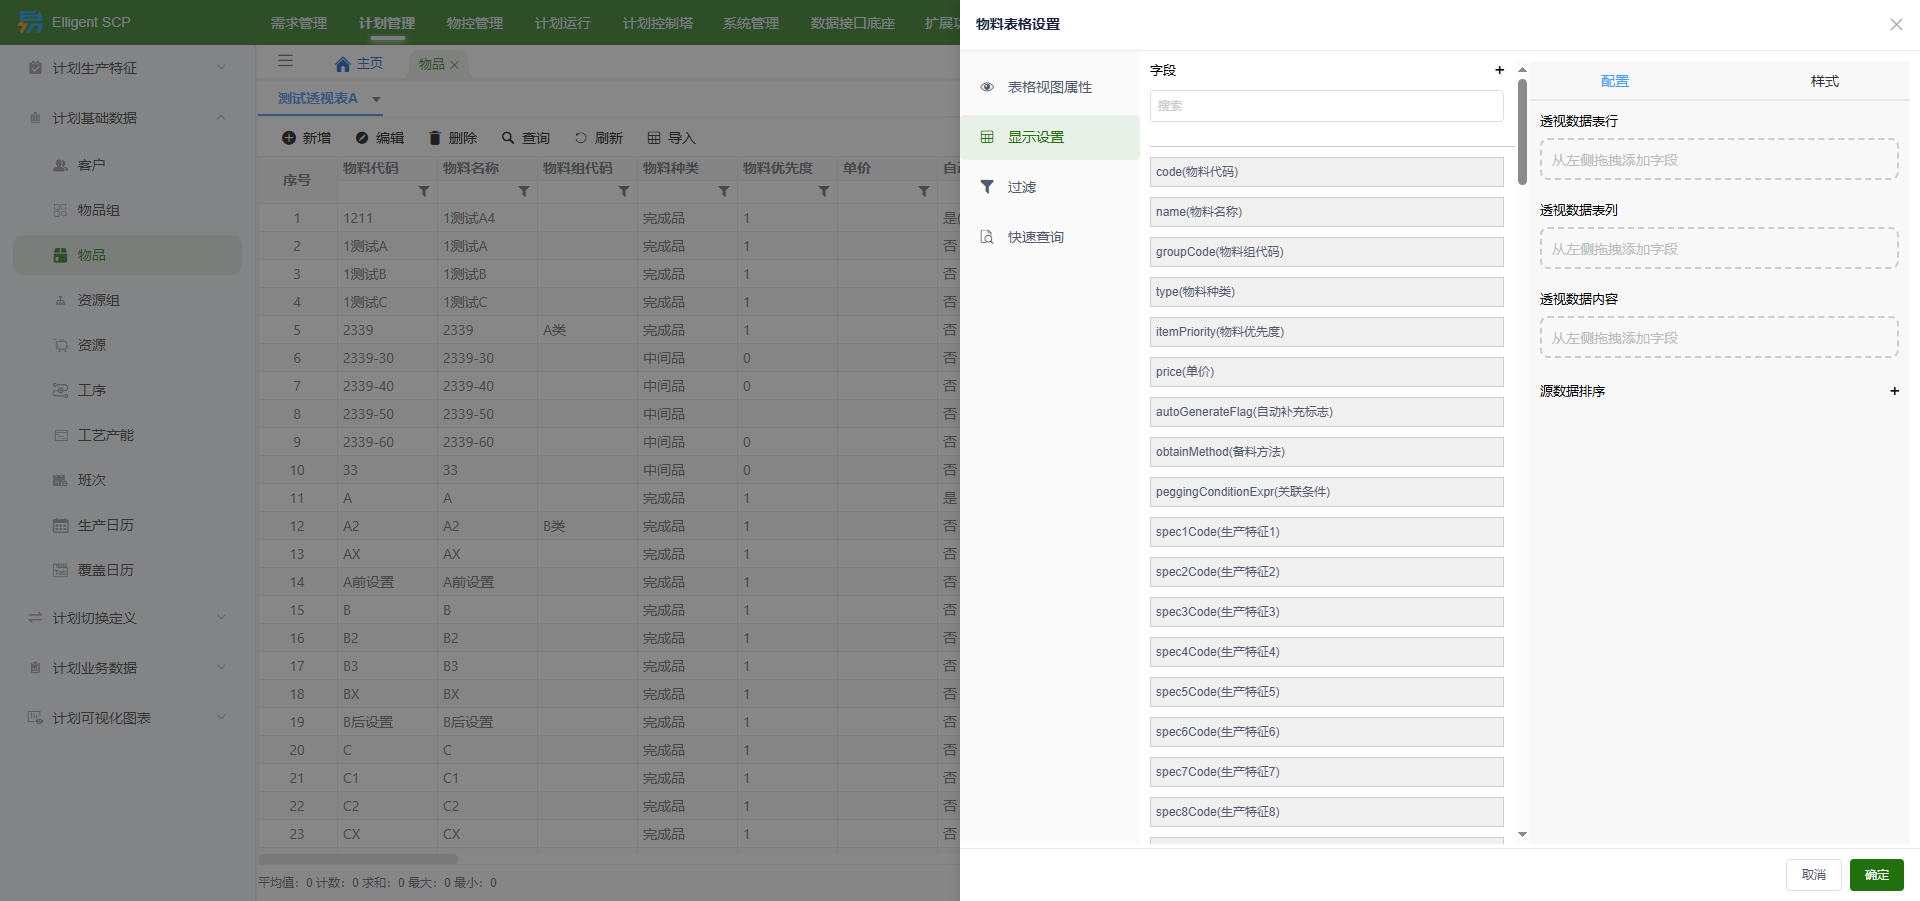 Elligent SCP
需求管理 计划管理 物控管理 计划运行 计划控制塔 系统管理 数据接口底座
计划生产特征
计划基础数据
客户
物品组
物品
资源组
资源
工序
工艺产能
班次
生产日历
覆盖日历
计划切换定义
计划业务数据
计划可视化图表
主页 物品
测试透视表A
新增 编辑 删除 查询 刷新 导入
序号 物料代码 物料名称 物料组代码 物料种类 物料优先度 单价
1 1211 1测试A4 完成品 1 是
2 1测试A 1测试A 完成品 1 否
3 1测试B 1测试B 完成品 1 否
4 1测试C 1测试C 完成品 1 否
5 2339 2339 A类 完成品 1 否
6 2339-30 2339-30 中间品 0 否
7 2339-40 2339-40 中间品 0 否
8 2339-50 2339-50 中间品 否
9 2339-60 2339-60 中间品 0 否
10 33 33 中间品 0 否
11 A A 完成品 1 是
12 A2 A2 B类 完成品 1 否
13 AX AX 完成品 1 否
14 A前设置 A前设置 完成品 1 否
15 B B 完成品 1 否
16 B2 B2 完成品 1 否
17 B3 B3 完成品 1 否
18 BX BX 完成品 1 否
19 B后设置 B后设置 完成品 1 否
20 C C 完成品 1 否
21 C1 C1 完成品 1 否
22 C2 C2 完成品 1 否
23 CX CX 完成品 1 否
平均值: 0 计数: 0 求和: 0 最大: 0 最小: 0
物料表格设置
表格视图属性
显示设置
过滤
快速查询
字段
搜索
code(物料代码)
name(物料名称)
groupCode(物料组代码)
type(物料种类)
itemPriority(物料优先度)
price(单价)
autoGenerateFlag(自动补充标志)
obtainMethod(备料方法)
peggingConditionExpr(关联条件)
spec1Code(生产特征1)
spec2Code(生产特征2)
spec3Code(生产特征3)
spec4Code(生产特征4)
spec5Code(生产特征5)
spec6Code(生产特征6)
spec7Code(生产特征7)
spec8Code(生产特征8)
配置 样式
透视数据表行
从左侧拖拽添加字段
透视数据表列
从左侧拖拽添加字段
透视数据内容
从左侧拖拽添加字段
源数据排序
取消 确定